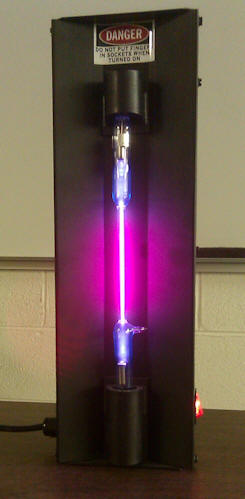 DANGER
DO NOT PUT FINGER
IN SOCKETS WHEN
TURNED ON